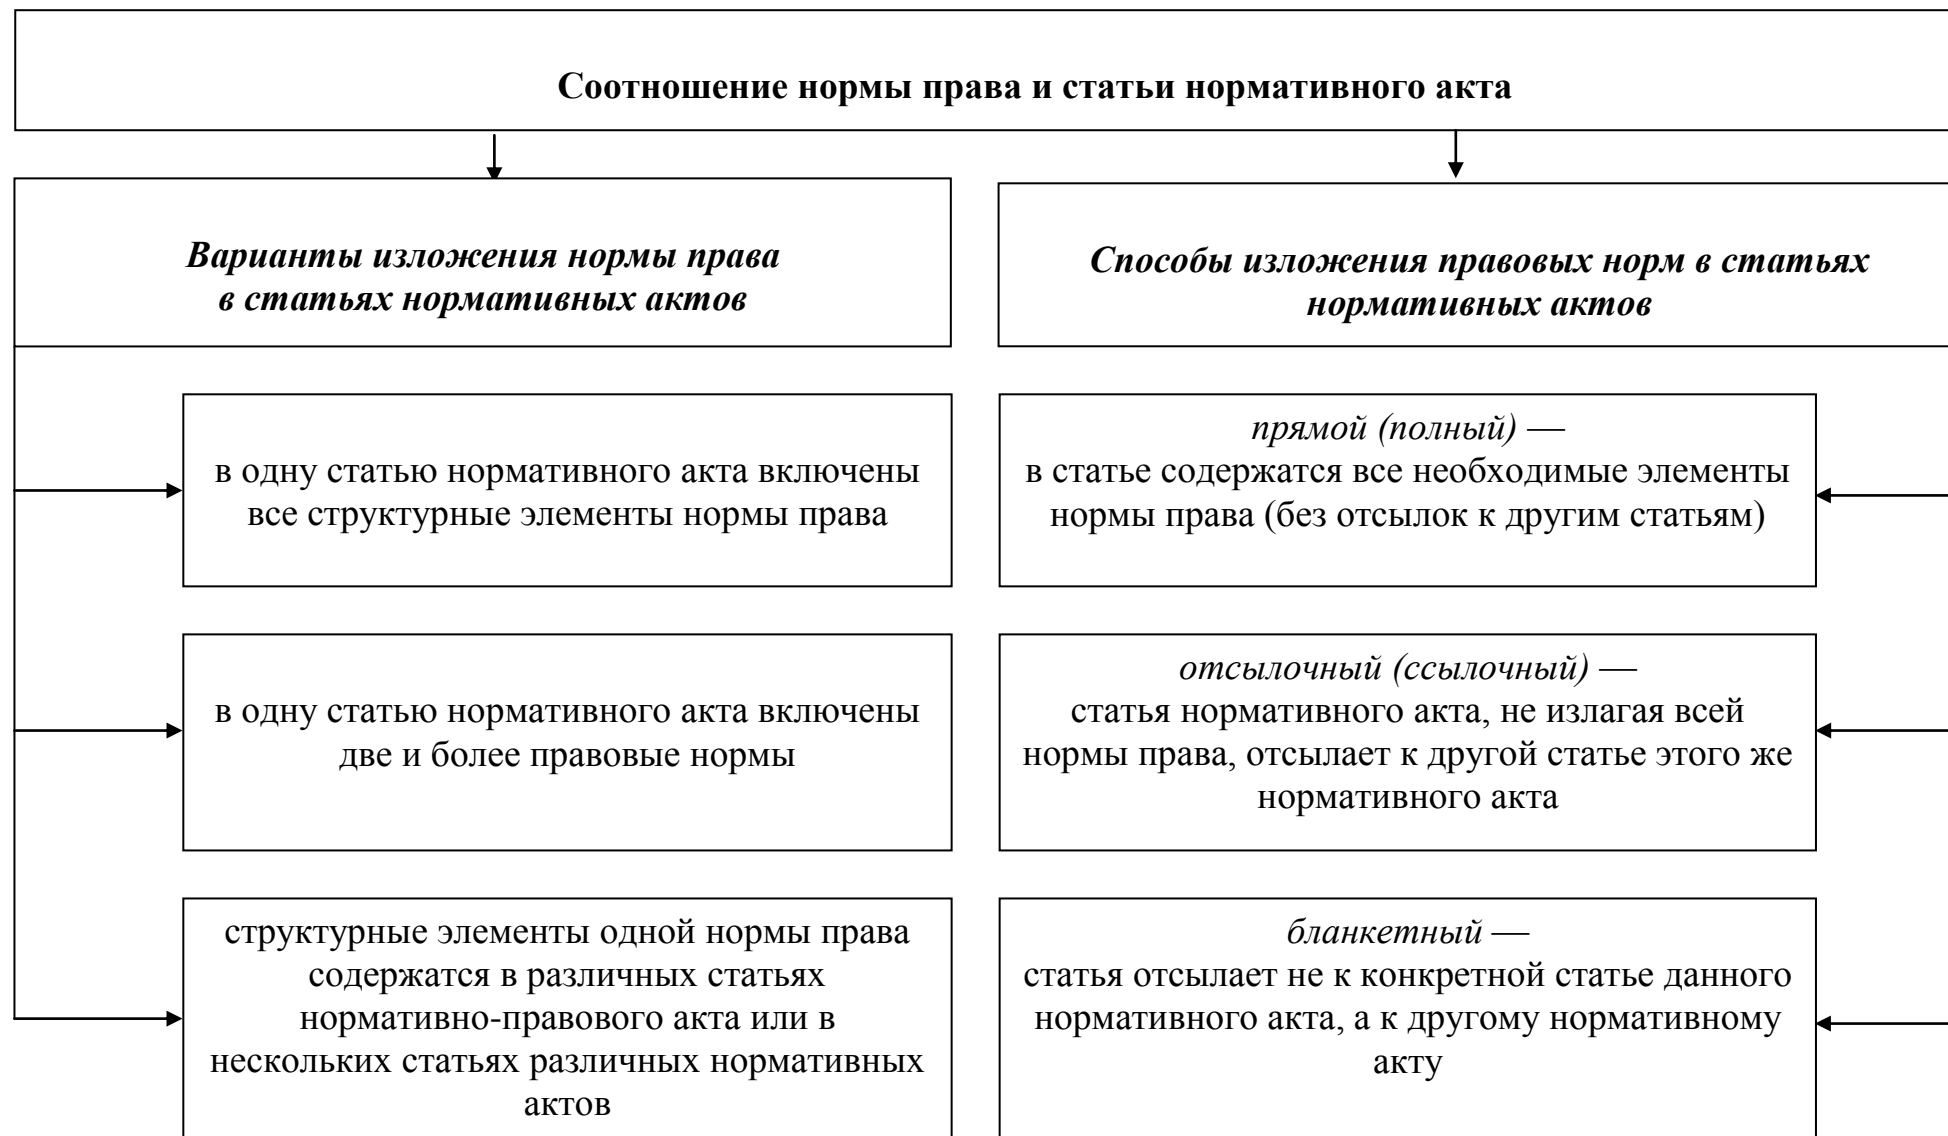 Соотношение нормы права и статьи нормативного акта
Варианты изложения нормы права
в статьях нормативных актов
в одну статью нормативного акта включены
все структурные элементы нормы права
в одну статью нормативного акта включены
две и более правовые нормы
структурные элементы одной нормы права
содержатся в различных статьях
нормативно-правового акта или в
нескольких статьях различных нормативных
актов
Способы изложения правовых норм в статьях
нормативных актов
прямой (полный) —
в статье содержатся все необходимые элементы
нормы права (без отсылок к другим статьям)
отсылочный (ссылочный) —
статья нормативного акта, не излагая всей
нормы права, отсылает к другой статье этого же
нормативного акта
бланкетный —
статья отсылает не к конкретной статье данного
нормативного акта, а к другому нормативному
акту